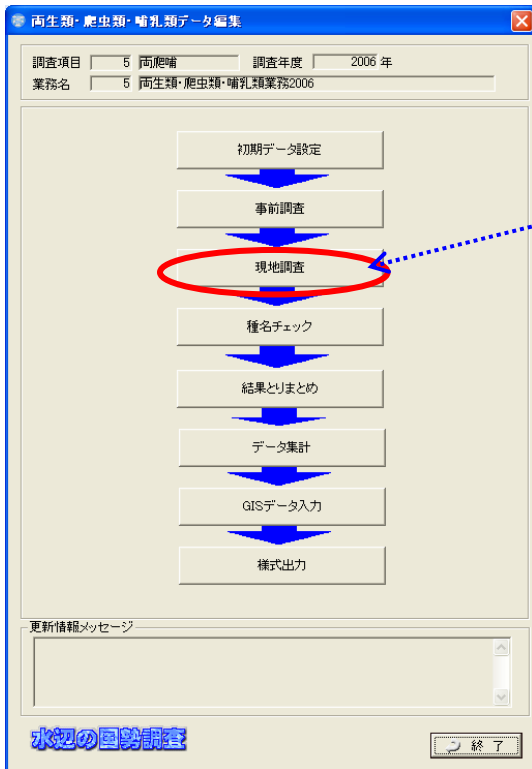 両生類・爬虫類・哺乳類データ編集
調査項目 5 両爬哺 調査年度 2006 年
業務名 5 両生類・爬虫類・哺乳類業務2006
初期データ設定
事前調査
現地調査
種名チェック
結果とりまとめ
データ集計
GISデータ入力
様式出力
更新情報メッセージ
水辺の国勢調査
終 了